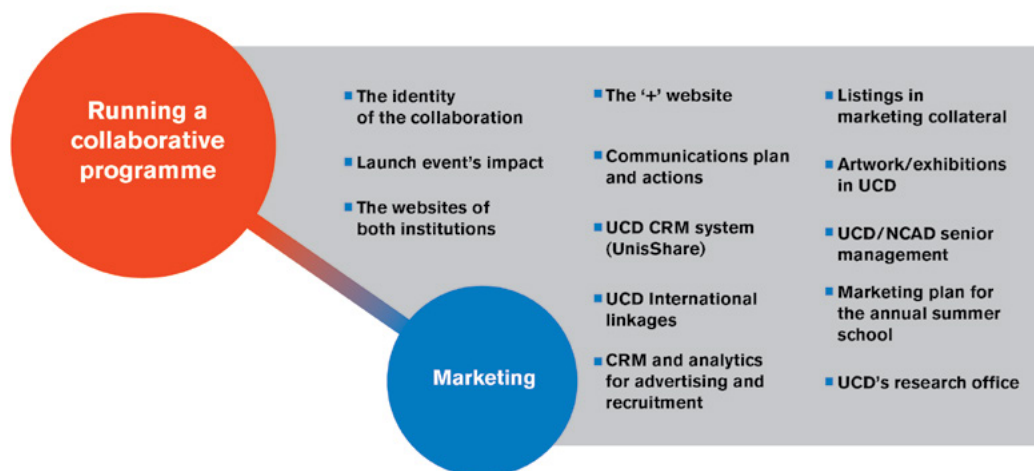 Running a
collaborative
programme
The identity
of the collaboration
Launch event's impact
The websites of
both institutions
The '+' website
Communications plan
and actions
UCD CRM system
(UnisShare)
UCD International
linkages
CRM and analytics
for advertising and
recruitment
Listings in
marketing collateral
Artwork/exhibitions
in UCD
UCD/NCAD senior
management
Marketing plan for
the annual summer
school
UCD's research office
Marketing